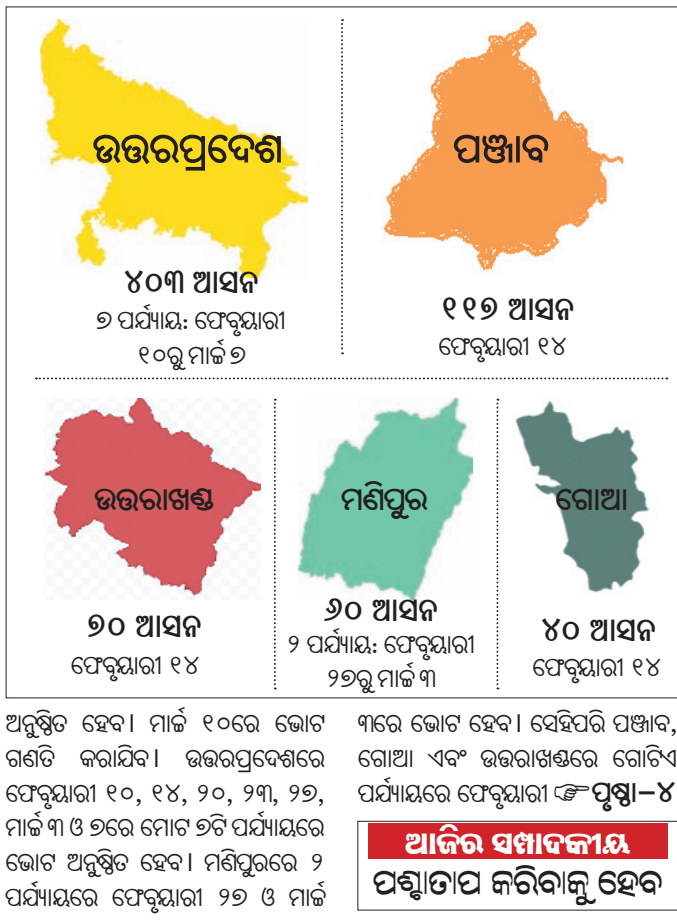 ଉତ୍ତରପ୍ରଦେଶ
୪୦୩ ଆସନ
୭ ପର୍ଯ୍ୟାୟ: ଫେବୃୟାରୀ
୧୦ରୁ ମାର୍ଚ୍ଚ ୭
ପଞ୍ଜାବ
୧୧୭ ଆସନ
ଫେବୃୟାରୀ ୧୪
ଉତ୍ତରାଖଣ୍ଡ
୭୦ ଆସନ
ଫେବୃୟାରୀ ୧୪
ମଣିପୁର
୬୦ ଆସନ
୨ ପର୍ଯ୍ୟାୟ: ଫେବୃୟାରୀ
୨୭ରୁ ମାର୍ଚ୍ଚ ୩
ଗୋଆ
୪୦ ଆସନ
ଫେବୃୟାରୀ ୧୪
ଅନୁଷ୍ଠିତ ହେବ। ମାର୍ଚ୍ଚ ୧୦ରେ ଭୋଟ
ଗଣତି କରାଯିବ। ଉତ୍ତରପ୍ରଦେଶରେ
ଫେବୃୟାରୀ ୧୦, ୧୪, ୨୦, ୨୩, ୨୭,
ମାର୍ଚ୍ଚ ୩ ଓ ୭ରେ ମୋଟ ୭ଟି ପର୍ଯ୍ୟାୟରେ
ଭୋଟ ଅନୁଷ୍ଠିତ ହେବ। ମଣିପୁରରେ ୨
ପର୍ଯ୍ୟାୟରେ ଫେବୃୟାରୀ ୨୭ ଓ ମାର୍ଚ୍ଚ
୩ରେ ଭୋଟ ହେବ। ସେହିପରି ପଞ୍ଜାବ,
ଗୋଆ ଏବଂ ଉତ୍ତରାଖଣ୍ଡରେ ଗୋଟିଏ
ପର୍ଯ୍ୟାୟରେ ଫେବୃୟାରୀ ☞ପୃଷ୍ଠା–୪
ଆଜିର ସମ୍ପାଦକୀୟ
ପଶ୍ଚାତାପ କରିବାକୁ ହେବ